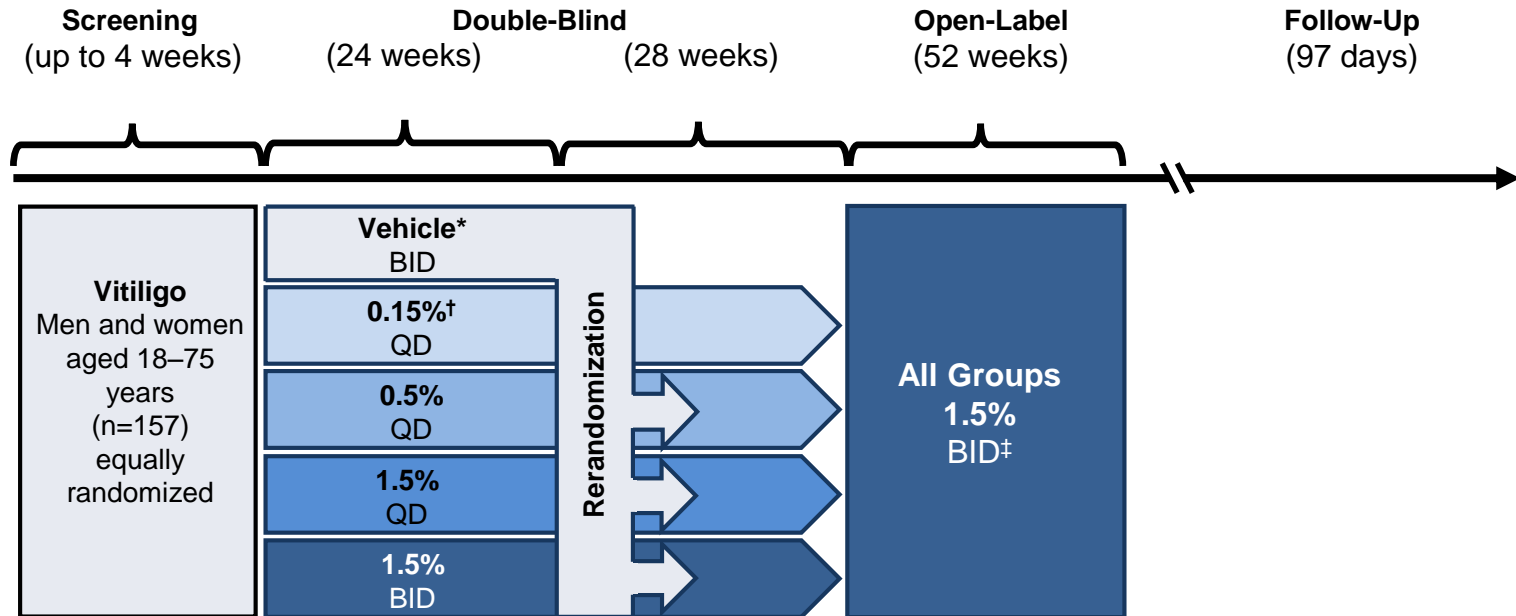 Screening
(up to 4 weeks)
Double-Blind
(24 weeks)
(28 weeks)
Open-Label
(52 weeks)
Follow-Up
(97 days)
Vitiligo
Men and women
aged 18–75
years
(n=157)
equally
randomized
Vehicle*
BID
0.15%†
QD
0.5%
QD
1.5%
QD
1.5%
BID
Rerandomization
All Groups
1.5%
BID‡